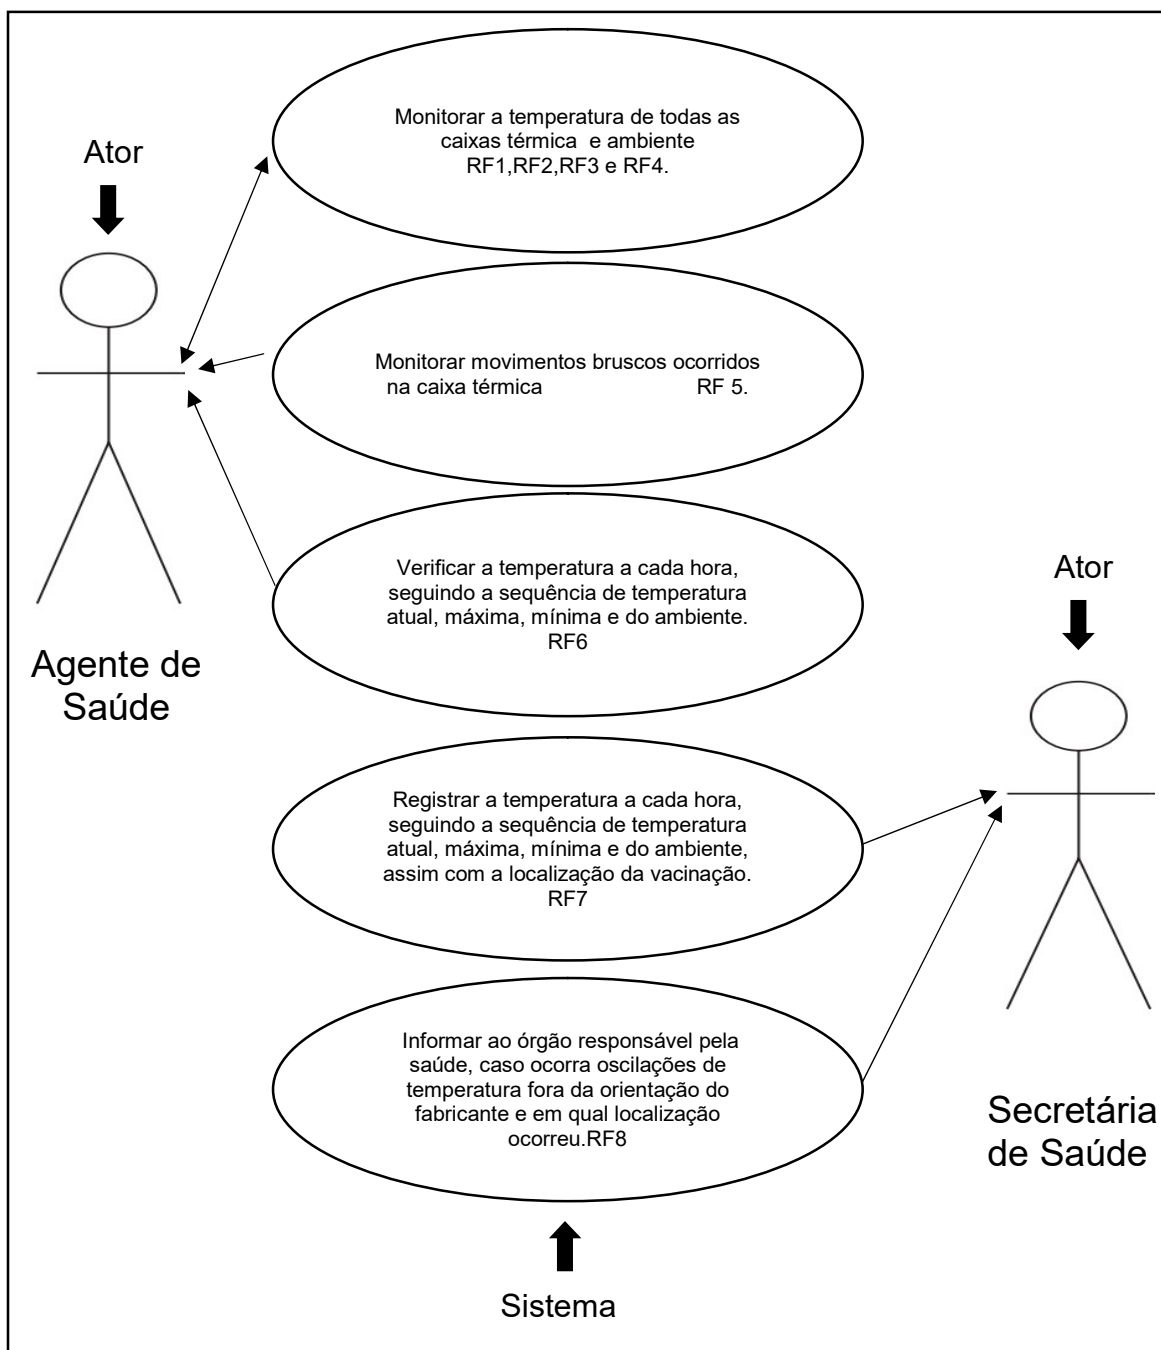 Monitorar a temperatura de todas as
caixas térmica e ambiente
RF1,RF2,RF3 e RF4.
Ator
Monitorar movimentos bruscos ocorridos
na caixa térmica RF 5.
Verificar a temperatura a cada hora,
seguindo a sequência de temperatura
atual, máxima, mínima e do ambiente.
RF6
Agente de
Saúde
Ator
Registrar a temperatura a cada hora,
seguindo a sequência de temperatura
atual, máxima, mínima e do ambiente,
assim com a localização da vacinação.
RF7
Informar ao órgão responsável pela
saúde, caso ocorra oscilações de
temperatura fora da orientação do
fabricante e em qual localização
ocorreu.RF8
Secretária
de Saúde
Sistema